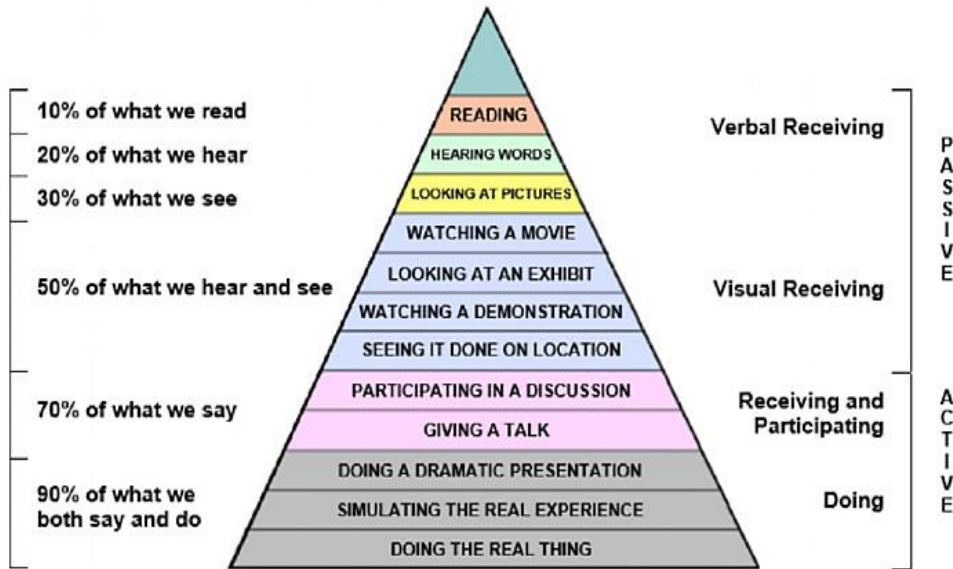 10% of what we read
20% of what we hear
30% of what we see
50% of what we hear and see
70% of what we say
90% of what we
both say and do
READING
HEARING WORDS
LOOKING AT PICTURES
WATCHING A MOVIE
LOOKING AT AN EXHIBIT
WATCHING A DEMONSTRATION
SEEING IT DONE ON LOCATION
PARTICIPATING IN A DISCUSSION
GIVING A TALK
DOING A DRAMATIC PRESENTATION
SIMULATING THE REAL EXPERIENCE
DOING THE REAL THING
Verbal Receiving
Visual Receiving
Receiving and
Participating
Doing
PASSIVE
ACTIVE